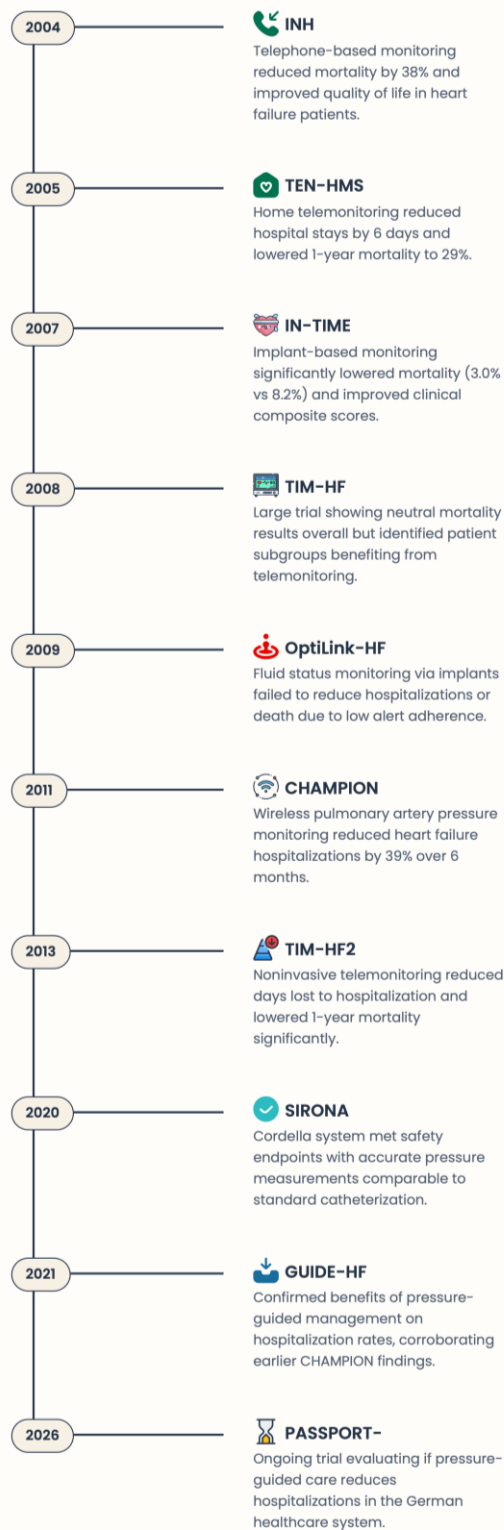 2004
INH
Telephone-based monitoring
reduced mortality by 38% and
improved quality of life in heart
failure patients.
2005
TEN-HMS
Home telemonitoring reduced
hospital stays by 6 days and
lowered 1-year mortality to 29%.
2007
IN-TIME
Implant-based monitoring
significantly lowered mortality (3.0%
vs 8.2%) and improved clinical
composite scores.
2008
TIM-HF
Large trial showing neutral mortality
results overall but identified patient
subgroups benefiting from
telemonitoring.
2009
OptiLink-HF
Fluid status monitoring via implants
failed to reduce hospitalizations or
death due to low alert adherence.
2011
CHAMPION
Wireless pulmonary artery pressure
monitoring reduced heart failure
hospitalizations by 39% over 6
months.
2013
TIM-HF2
Noninvasive telemonitoring reduced
days lost to hospitalization and
lowered 1-year mortality
significantly.
2020
SIRONA
Cordella system met safety
endpoints with accurate pressure
measurements comparable to
standard catheterization.
2021
GUIDE-HF
Confirmed benefits of pressure-
guided management on
hospitalization rates, corroborating
earlier CHAMPION findings.
2026
PASSPORT-
Ongoing trial evaluating if pressure-
guided care reduces
hospitalizations in the German
healthcare system.